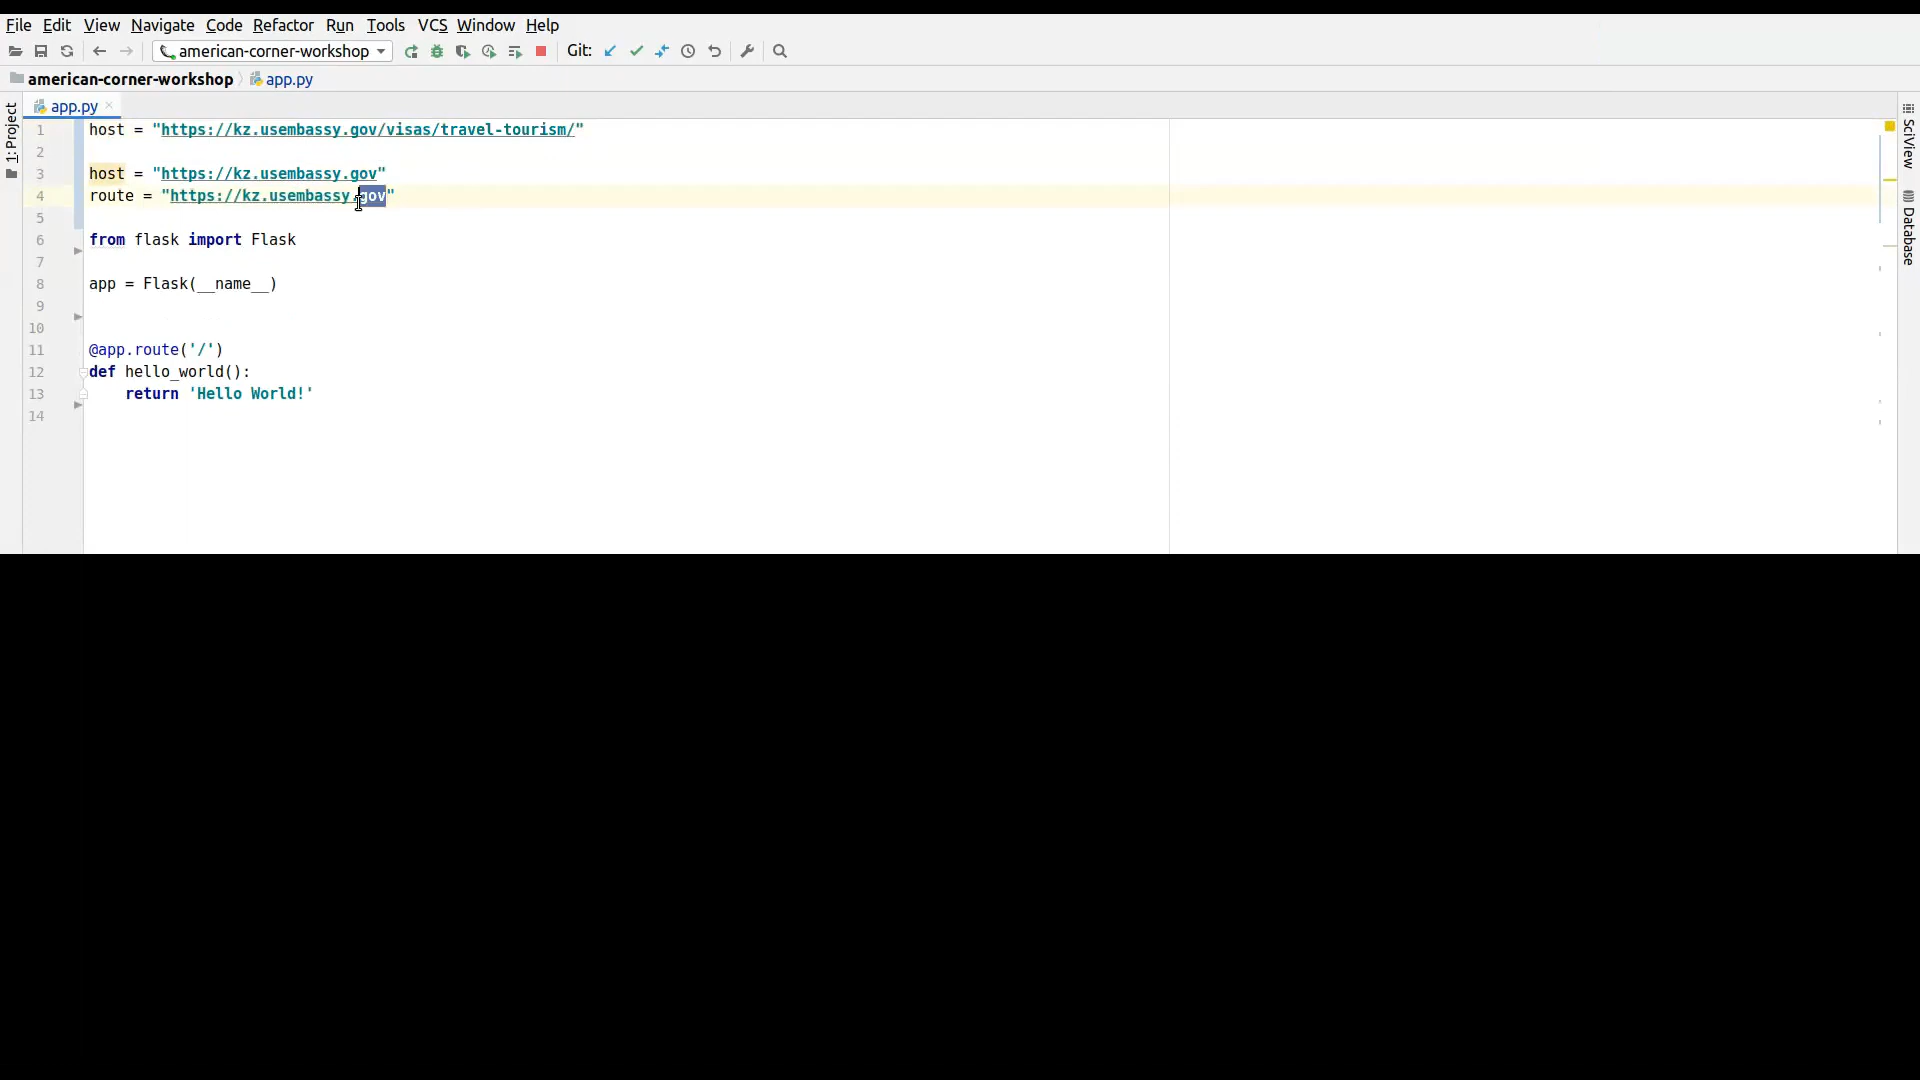 File Edit View Navigate Code Refactor Run Tools VCS Window Help
american-corner-workshop Git:
american-corner-workshop app.py
app.py
1: Project
1 host = "https://kz.usembassy.gov/visas/travel-tourism/"
2
3 host = "https://kz.usembassy.gov"
4 route = "https://kz.usembassy.gov"
5
6 from flask import Flask
7
8 app = Flask(__name__)
9
10
11 @app.route('/')
12 def hello_world():
13     return 'Hello World!'
14
SciView
Database